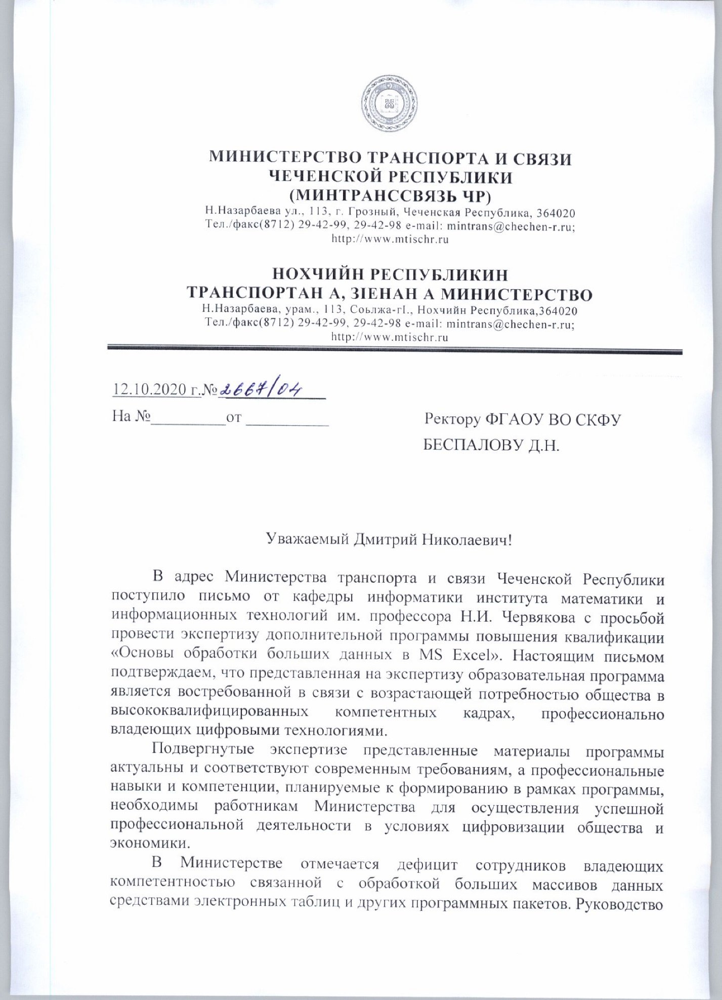 МИНИСТЕРСТВО ТРАНСПОРТА И СВЯЗИ
ЧЕЧЕНСКОЙ РЕСПУБЛИКИ
(МИНТРАНССВЯЗЬ ЧР)
Н.Назарбаева ул., 113, г. Грозный, Чеченская Республика, 364020
Тел./факс(8712) 29-42-99, 29-42-98 e-mail: mintrans@chechen-r.ru;
http://www.mtischr.ru
НОХЧИЙН РЕСПУБЛИКИН
ТРАНСПОРТАН А, ЗІЕНАН А МИНИСТЕРСТВО
Н.Назарбаева, урам., 113, Соьлжа-гІ., Нохчийн Республика,364020
Тел./факс(8712) 29-42-99, 29-42-98 e-mail: mintrans@chechen-r.ru;
http://www.mtischr.ru
12.10.2020 г.№ 2667/04
На №_________от __________
Ректору ФГАОУ ВО СКФУ
БЕСПАЛОВУ Д.Н.
Уважаемый Дмитрий Николаевич!
В адрес Министерства транспорта и связи Чеченской Республики
поступило письмо от кафедры информатики института математики и
информационных технологий им. профессора Н.И. Червякова с просьбой
провести экспертизу дополнительной программы повышения квалификации
«Основы обработки больших данных в MS Excel». Настоящим письмом
подтверждаем, что представленная на экспертизу образовательная программа
является востребованной в связи с возрастающей потребностью общества в
высококвалифицированных компетентных кадрах, профессионально
владеющих цифровыми технологиями.
Подвергнутые экспертизе представленные материалы программы
актуальны и соответствуют современным требованиям, а профессиональные
навыки и компетенции, планируемые к формированию в рамках программы,
необходимы работникам Министерства для осуществления успешной
профессиональной деятельности в условиях цифровизации общества и
экономики.
В Министерстве отмечается дефицит сотрудников владеющих
компетентностью связанной с обработкой больших массивов данных
средствами электронных таблиц и других программных пакетов. Руководство